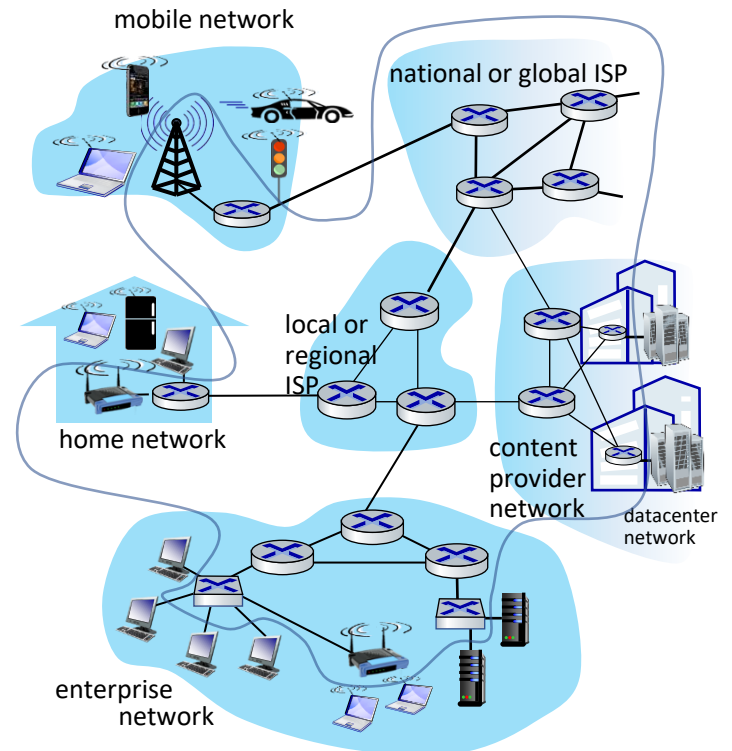 mobile network
national or global ISP
local or
regional
ISP
home network
content
provider
network
datacenter
network
enterprise
network